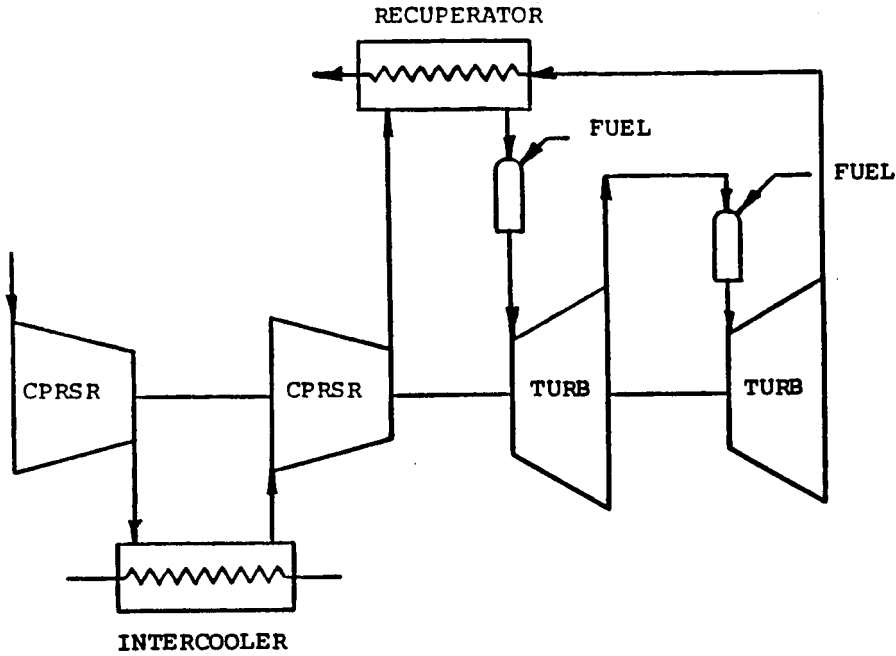 RECUPERATOR
FUEL
FUEL
CPRSR
CPRSR
TURB
TURB
INTERCOOLER